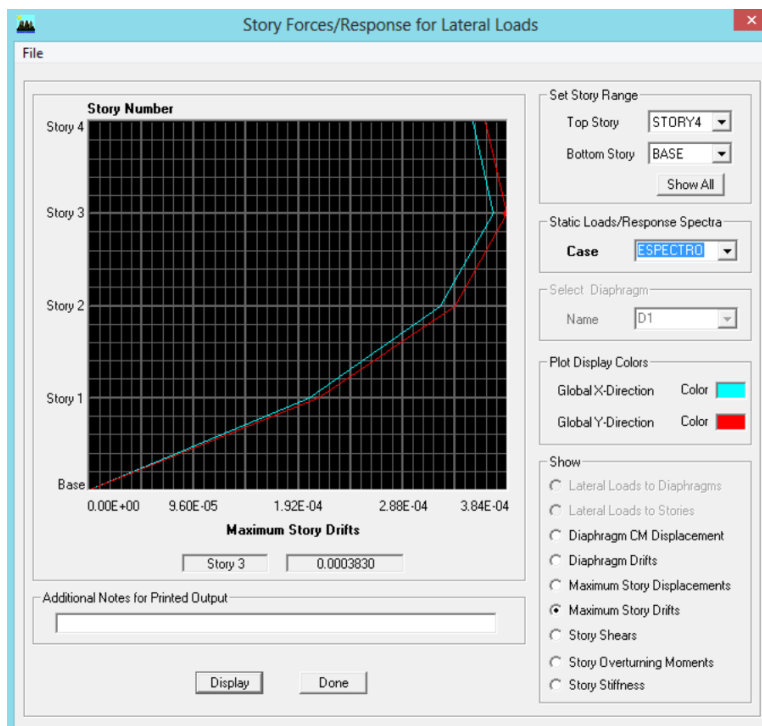 Story Forces/Response for Lateral Loads
File
Story Number
Story 4
Story 3
Story 2
Story 1
Base
0.00E+00 9.60E-05 1.92E-04 2.88E-04 3.84E-04
Maximum Story Drifts
Story 3 0.0003830
Additional Notes for Printed Output
Display Done
Set Story Range
Top Story STORY4
Bottom Story BASE
Show All
Static Loads/Response Spectra
Case ESPECTRO
Select Diaphragm
Name D1
Plot Display Colors
Global X-Direction Color
Global Y-Direction Color
Show
Lateral Loads to Diaphragms
Lateral Loads to Stories
Diaphragm CM Displacement
Diaphragm Drifts
Maximum Story Displacements
Maximum Story Drifts
Story Shears
Story Overturning Moments
Story Stiffness